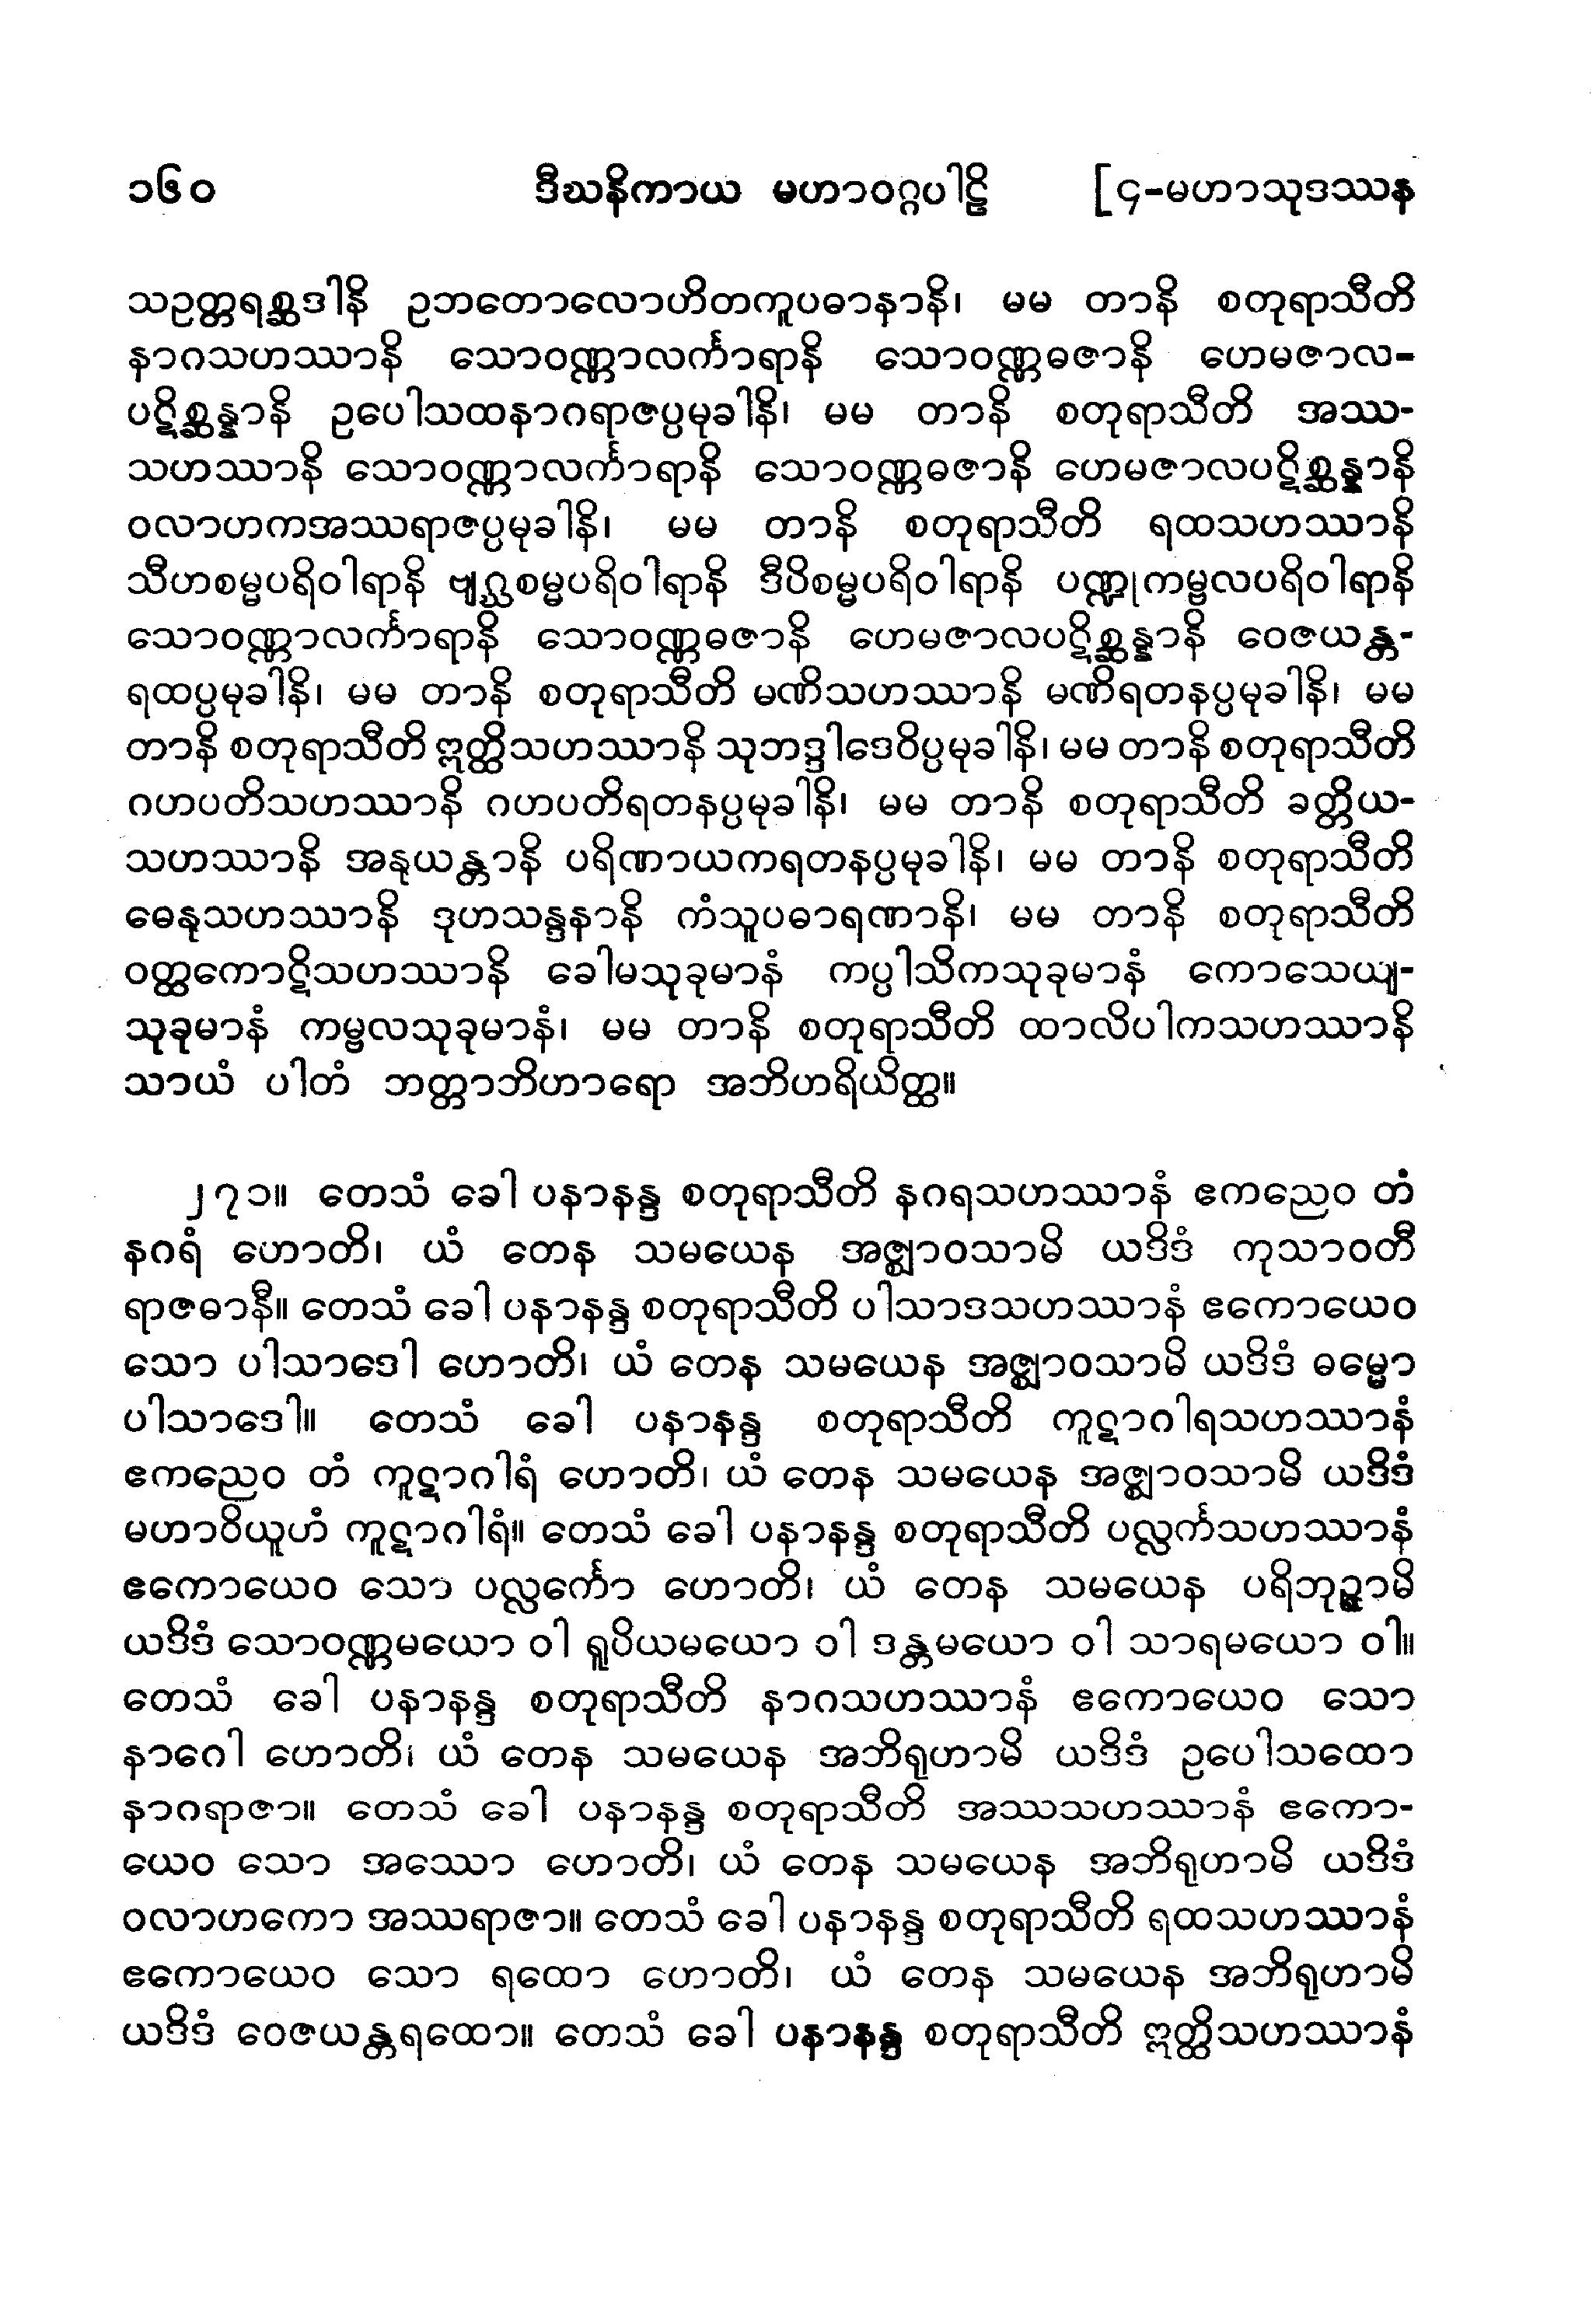 ၁၆၀ ဒီဃနိကာယ မဟာဝဂ္ဂပါဠိ [၄-မဟာသုဒဿန
သဥတ္တရစ္ဆဒါနိ ဥဘတောလောဟိတကူပဓာနာနိ၊ မမ တာနိ စတုရာသီတိ
နာဂသဟဿာနိ သောဝဏ္ဏာလင်္ကာရာနိ သောဝဏ္ဏဓဇာနိ ဟေမဇာလ-
ပဋိစ္ဆန္နာနိ ဥပေါသထနာဂရာဇပ္ပမုခါနိ၊ မမ တာနိ စတုရာသီတိ အဿ-
သဟဿာနိ သောဝဏ္ဏာလင်္ကာရာနိ သောဝဏ္ဏဓဇာနိ ဟေမဇာလပဋိစ္ဆန္နာနိ
ဝလာဟကအဿရာဇပ္ပမုခါနိ၊ မမ တာနိ စတုရာသီတိ ရထသဟဿာနိ
သီဟစမ္မပရိဝါရာနိ ဗျဂ္ဃစမ္မပရိဝါရာနိ ဒီပိစမ္မပရိဝါရာနိ ပဏ္ဍုကမ္ဗလပရိဝါရာနိ
သောဝဏ္ဏာလင်္ကာရာနိ သောဝဏ္ဏဓဇာနိ ဟေမဇာလပဋိစ္ဆန္နာနိ ဝေဇယန္တ-
ရထပ္ပမုခါနိ၊ မမ တာနိ စတုရာသီတိ မဏိသဟဿာနိ မဏိရတနပ္ပမုခါနိ၊ မမ
တာနိ စတုရာသီတိ ဣတ္ထိသဟဿာနိ သုဘဒ္ဒါဒေဝိပ္ပမုခါနိ၊ မမ တာနိ စတုရာသီတိ
ဂဟပတိသဟဿာနိ ဂဟပတိရတနပ္ပမုခါနိ၊ မမ တာနိ စတုရာသီတိ ခတ္တိယ-
သဟဿာနိ အနုယန္တာနိ ပရိဏာယကရတနပ္ပမုခါနိ၊ မမ တာနိ စတုရာသီတိ
ဓေနုသဟဿာနိ ဒုဟသန္ဒနာနိ ကံသူပဓာရဏာနိ၊ မမ တာနိ စတုရာသီတိ
ဝတ္ထကောဋိသဟဿာနိ ခေါမသုခုမာနံ ကပ္ပါသိကသုခုမာနံ ကောသေယျ-
သုခုမာနံ ကမ္ဗလသုခုမာနံ၊ မမ တာနိ စတုရာသီတိ ထာလိပါကသဟဿာနိ
သာယံ ပါတံ ဘတ္တာဘိဟာရော အဘိဟရိယိတ္ထ။
၂၇၁။ တေသံ ခေါ ပနာနန္ဒ စတုရာသီတိ နဂရသဟဿာနံ ဧကညေဝ တံ
နဂရံ ဟောတိ၊ ယံ တေန သမယေန အဇ္ဈာဝသာမိ ယဒိဒံ ကုသာဝတီ
ရာဇဓာနီ။ တေသံ ခေါ ပနာနန္ဒ စတုရာသီတိ ပါသာဒသဟဿာနံ ဧကောယေဝ
သော ပါသာဒေါ ဟောတိ၊ ယံ တေန သမယေန အဇ္ဈာဝသာမိ ယဒိဒံ ဓမ္မော
ပါသာဒေါ။ တေသံ ခေါ ပနာနန္ဒ စတုရာသီတိ ကူဋာဂါရသဟဿာနံ
ဧကညေဝ တံ ကူဋာဂါရံ ဟောတိ၊ ယံ တေန သမယေန အဇ္ဈာဝသာမိ ယဒိဒံ
မဟာဝိယူဟံ ကူဋာဂါရံ။ တေသံ ခေါ ပနာနန္ဒ စတုရာသီတိ ပလ္လင်္ကသဟဿာနံ
ဧကောယေဝ သော ပလ္လင်္ကော ဟောတိ၊ ယံ တေန သမယေန ပရိဘုဉ္ဇာမိ
ယဒိဒံ သောဝဏ္ဏမယော ဝါ ရူပိယမယော ဝါ ဒန္တမယော ဝါ သာရမယော ဝါ။
တေသံ ခေါ ပနာနန္ဒ စတုရာသီတိ နာဂသဟဿာနံ ဧကောယေဝ သော
နာဂေါ ဟောတိ၊ ယံ တေန သမယေန အဘိရုဟာမိ ယဒိဒံ ဥပေါသထော
နာဂရာဇာ။ တေသံ ခေါ ပနာနန္ဒ စတုရာသီတိ အဿသဟဿာနံ ဧကော-
ယေဝ သော အဿော ဟောတိ၊ ယံ တေန သမယေန အဘိရုဟာမိ ယဒိဒံ
ဝလာဟကော အဿရာဇာ။ တေသံ ခေါ ပနာနန္ဒ စတုရာသီတိ ရထသဟဿာနံ
ဧကောယေဝ သော ရထော ဟောတိ၊ ယံ တေန သမယေန အဘိရုဟာမိ
ယဒိဒံ ဝေဇယန္တရထော။ တေသံ ခေါ ပနာနန္ဒ စတုရာသီတိ ဣတ္ထိသဟဿာနံ